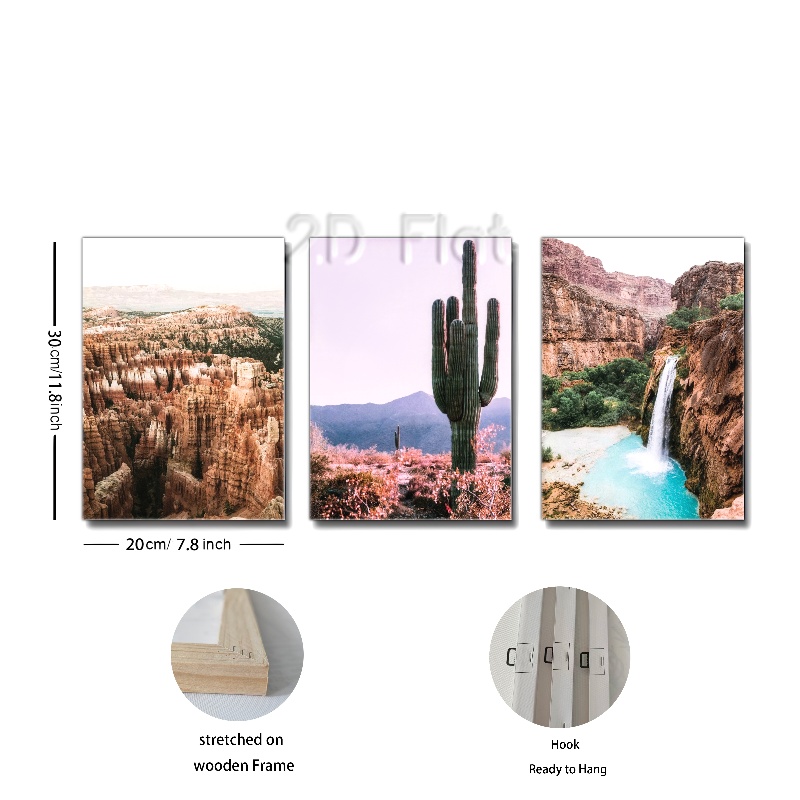 2D Flat
30cm/11.8inch
20cm/ 7.8 inch
stretched on
wooden Frame
Hook
Ready to Hang